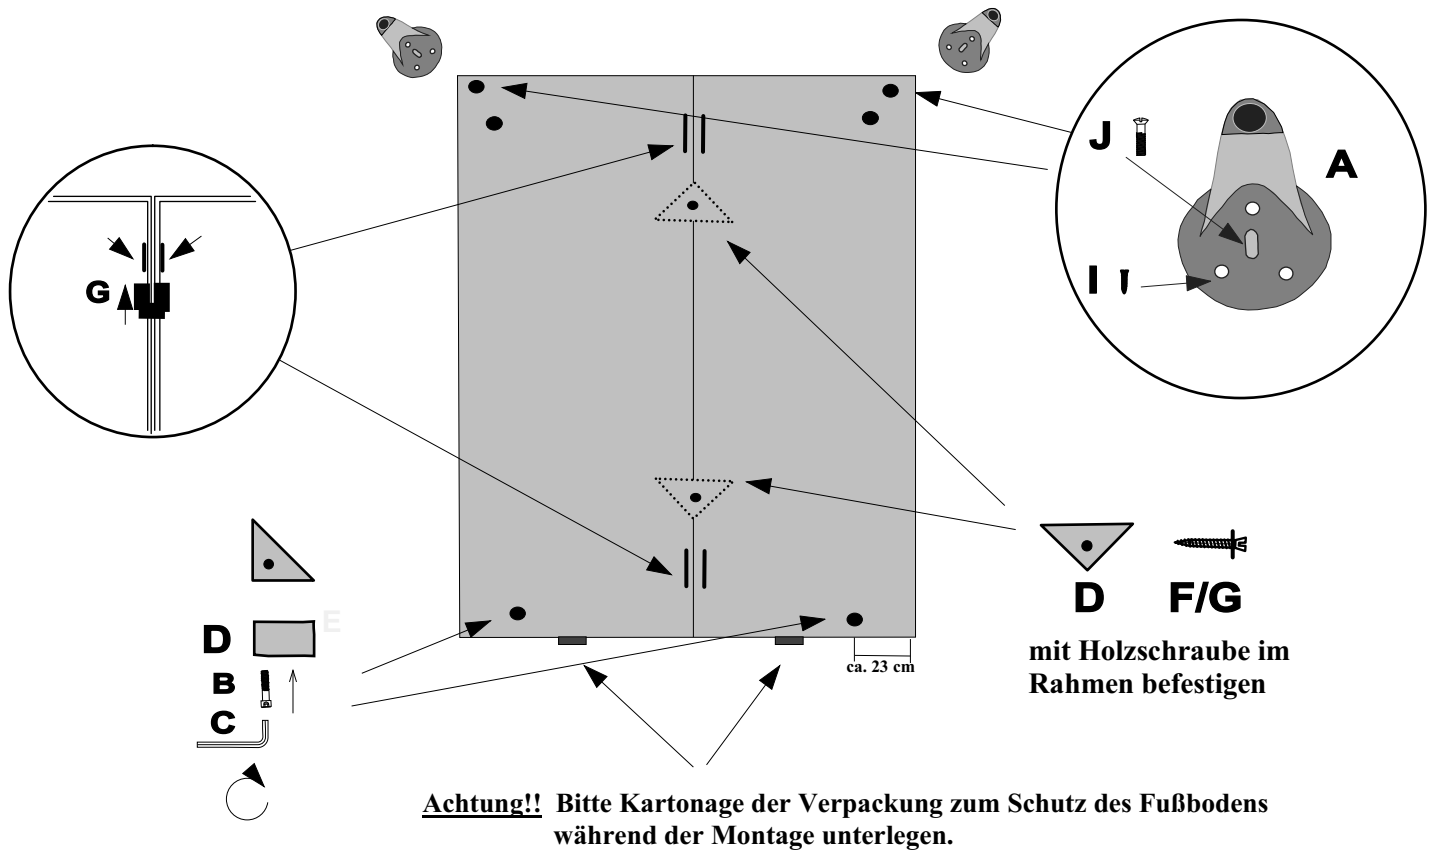 J
A
I
G
E
D
B
C
D
F/G
mit Holzschraube im
Rahmen befestigen
ca. 23 cm
Achtung!! Bitte Kartonage der Verpackung zum Schutz des Fußbodens
während der Montage unterlegen.